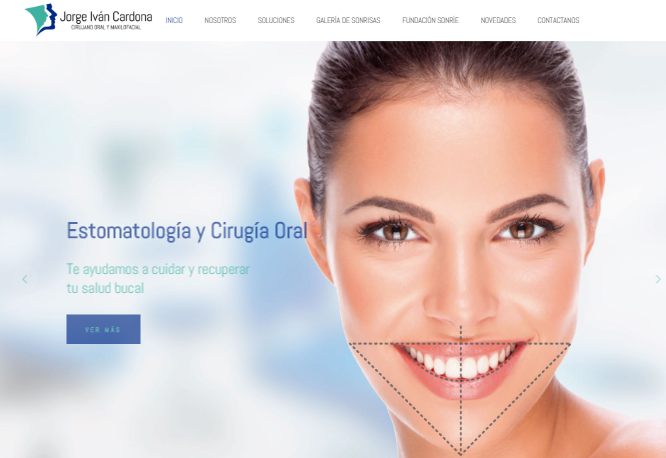 Jorge Iván Cardona
CIRUJANO ORAL Y MAXILOFACIAL
INICIO
NOSOTROS
SOLUCIONES
GALERÍA DE SONRISAS
FUNDACIÓN SONRÍE
NOVEDADES
CONTACTANOS
Estomatología y Cirugía Oral
Te ayudamos a cuidar y recuperar
tu salud bucal
VER MÁS